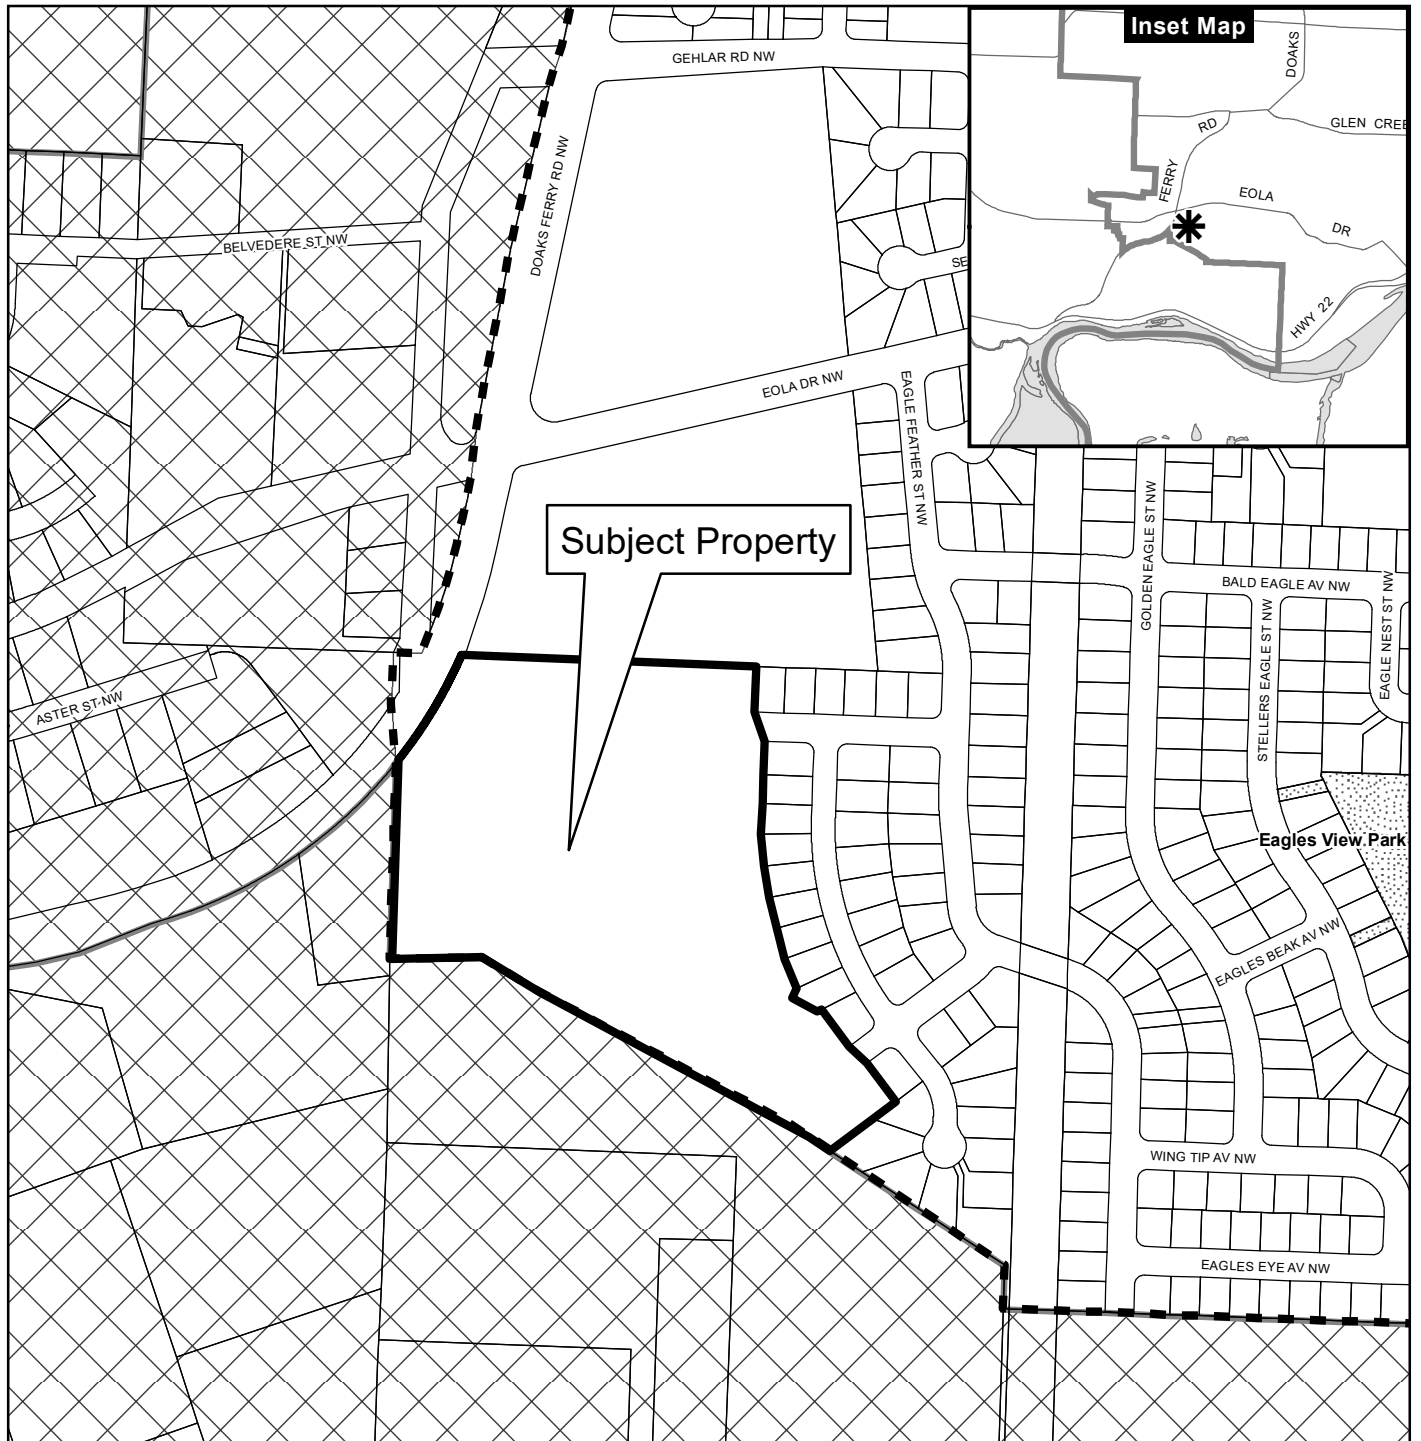 Inset Map
DOAKS
GEHLAR RD NW
RD
GLEN CREE
FERRY
EOLA
DOAKS FERRY RD NW
DR
BELVEDERE ST NW
SE
HWY 22
EOLA DR NW
EAGLE FEATHER ST NW
Subject Property
GOLDEN EAGLE ST NW
BALD EAGLE AV NW
STELLERS EAGLE ST NW
EAGLE NEST ST NW
ASTER ST NW
Eagles View Park
EAGLES BEAK AV NW
WING TIP AV NW
EAGLES EYE AV NW